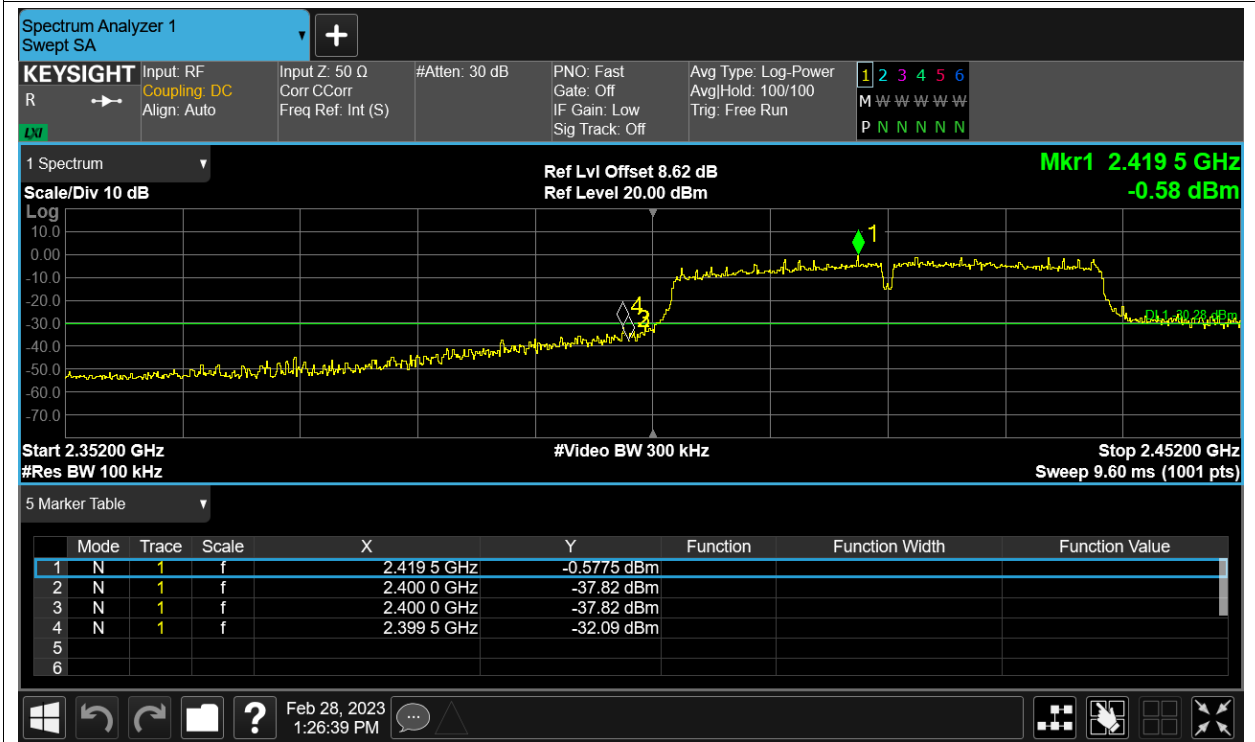 Spectrum Analyzer 1
Swept SA
+
KEYSIGHT Input: RF Input Z: 50 Ω #Atten: 30 dB PNO: Fast Avg Type: Log-Power 1 2 3 4 5 6
R Coupling: DC Corr CCorr Gate: Off Avg|Hold: 100/100 M W W W W W
Align: Auto Freq Ref: Int (S) IF Gain: Low Trig: Free Run
LXI Sig Track: Off P N N N N N
1 Spectrum Ref Lvl Offset 8.62 dB Mkr1 2.419 5 GHz
Scale/Div 10 dB Ref Level 20.00 dBm -0.58 dBm
Log
10.0 1
0.00
-10.0
-20.0 4
-30.0 DL1 -30.28 dBm
-40.0
-50.0
-60.0
-70.0
Start 2.35200 GHz #Video BW 300 kHz Stop 2.45200 GHz
#Res BW 100 kHz Sweep 9.60 ms (1001 pts)
5 Marker Table
Mode Trace Scale X Y Function Function Width Function Value
1 N 1 f 2.419 5 GHz -0.5775 dBm
2 N 1 f 2.400 0 GHz -37.82 dBm
3 N 1 f 2.400 0 GHz -37.82 dBm
4 N 1 f 2.399 5 GHz -32.09 dBm
5
6
? Feb 28, 2023
1:26:39 PM